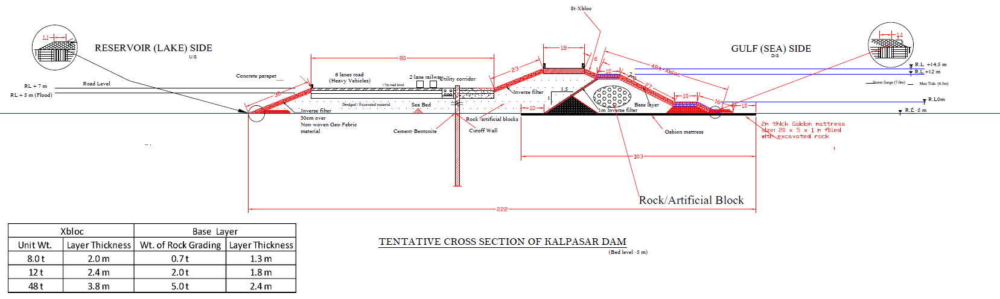 8t-Xbloc
1.1
RESERVOIR (LAKE) SIDE
U/S
GULF (SEA) SIDE
D/S
1.1
80
18
6
48t-Xbloc
10
2
1
R.L +14.5 m
R.L +12 m
Storm Surge (7.0m)
Max Tide (6.5m)
Concrete parapet
6 lanes road
(Heavy Vehicles)
2 lane railway
Utility corridor
23
27
RL + 7 m
Road Level
+7m road level
RL + 5 m (Flood)
30
Inverse filter
1.5
1
10
16
R.L0m
Dredged / Excavated material
Sea Bed
10
Base layer
10
R.L -5 m
Inverse filter
30cm over
Non-woven Geo-Febric
material
1m Inverse filter
Rock /artificial blocks
Cement-Bentonite
Cutoff Wall
Gabion mattress
2m thick Gabion mattress
size: 20 x 5 x 1 m filled
with excavated rock
103
Rock/Artificial Block
222
Xbloc Base Layer
Unit Wt. Layer Thickness Wt. of Rock Grading Layer Thickness
8.0 t 2.0 m 0.7 t 1.3 m
12 t 2.4 m 2.0 t 1.8 m
48 t 3.8 m 5.0 t 2.4 m
TENTATIVE CROSS SECTION OF KALPASAR DAM
(Bed level -5 m)